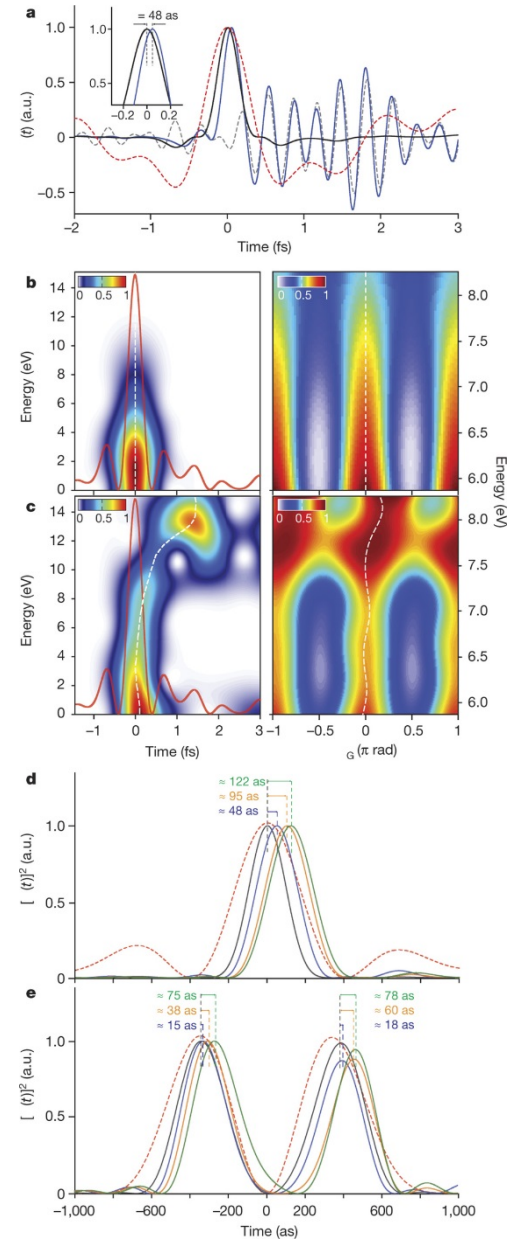 a
= 48 as
1.0
0.5
-0.2 0 0.2
1.0
0.5
0
-0.5
(t) (a.u.)
-2 -1 0 1 2 3
Time (fs)
b
0 0.5 1
0 0.5 1
14
12
10
8
6
4
2
0
Energy (eV)
8.0
7.5
7.0
6.5
6.0
Energy (eV)
c
0 0.5 1
0 0.5 1
14
12
10
8
6
4
2
0
Energy (eV)
8.0
7.5
7.0
6.5
6.0
-1 0 1 2 3
Time (fs)
-1 -0.5 0 0.5 1
G (π rad)
d
≈ 122 as
≈ 95 as
≈ 48 as
1.0
0.5
0
[ (t)]² (a.u.)
e
≈ 75 as
≈ 38 as
≈ 15 as
≈ 78 as
≈ 60 as
≈ 18 as
1.0
0.5
0
[ (t)]² (a.u.)
-1,000 -600 -200 0 200 600 1,000
Time (as)